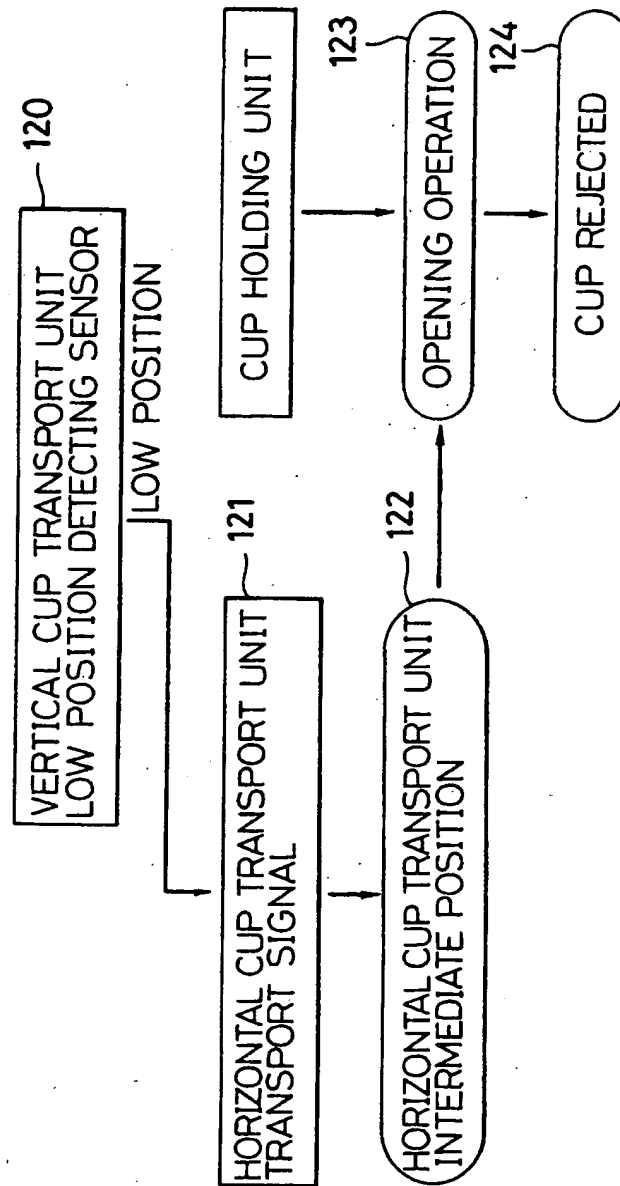 120
VERTICAL CUP TRANSPORT UNIT
LOW POSITION DETECTING SENSOR
LOW POSITION
121
HORIZONTAL CUP TRANSPORT UNIT
TRANSPORT SIGNAL
CUP HOLDING UNIT
122
HORIZONTAL CUP TRANSPORT UNIT
INTERMEDIATE POSITION
123
OPENING OPERATION
124
CUP REJECTED